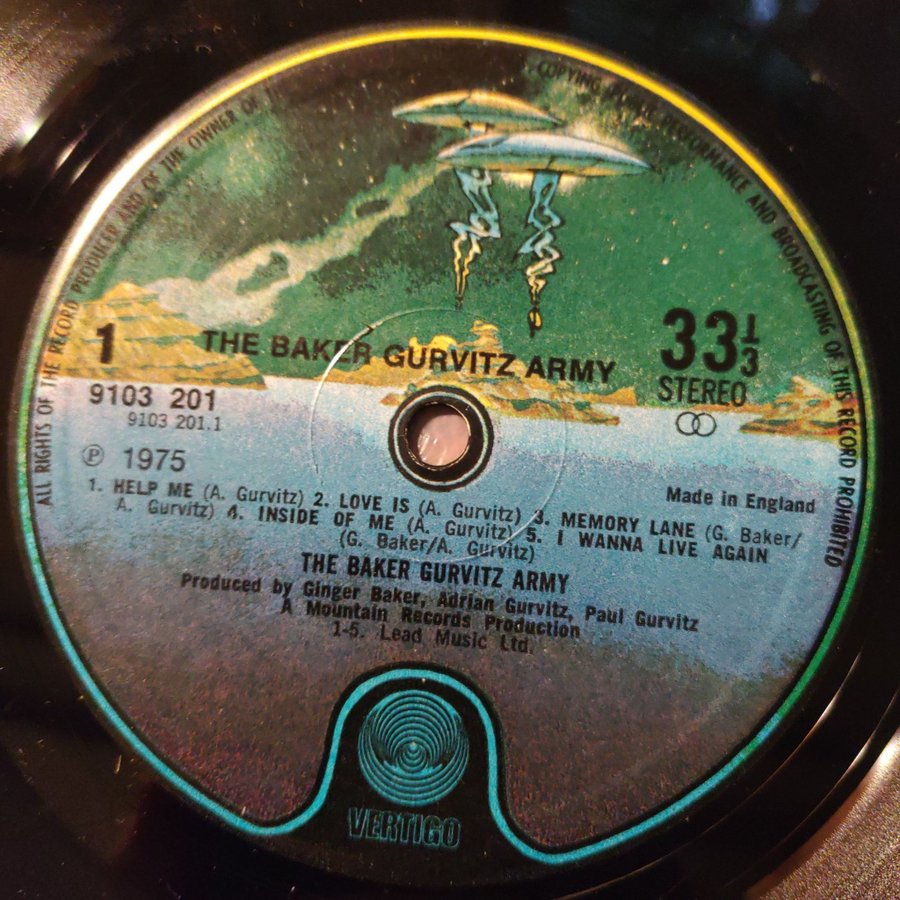 ALL RIGHTS OF THE RECORD PRODUCER AND OF THE OWNER OF
COPYING PERFORMANCE AND BROADCASTING OF THIS RECORD PROHIBITED
1
THE BAKER GURVITZ ARMY
33⅓
STEREO
9103 201
9103 201.1
Ⓟ 1975
Made in England
1. HELP ME (A. Gurvitz) 2. LOVE IS (A. Gurvitz) 3. MEMORY LANE (G. Baker/
A. Gurvitz) 4. INSIDE OF ME (A. Gurvitz) 5. I WANNA LIVE AGAIN
(G. Baker/A. Gurvitz)
THE BAKER GURVITZ ARMY
Produced by Ginger Baker, Adrian Gurvitz, Paul Gurvitz
A Mountain Records Production
1-5. Lead Music Ltd.
VERTIGO